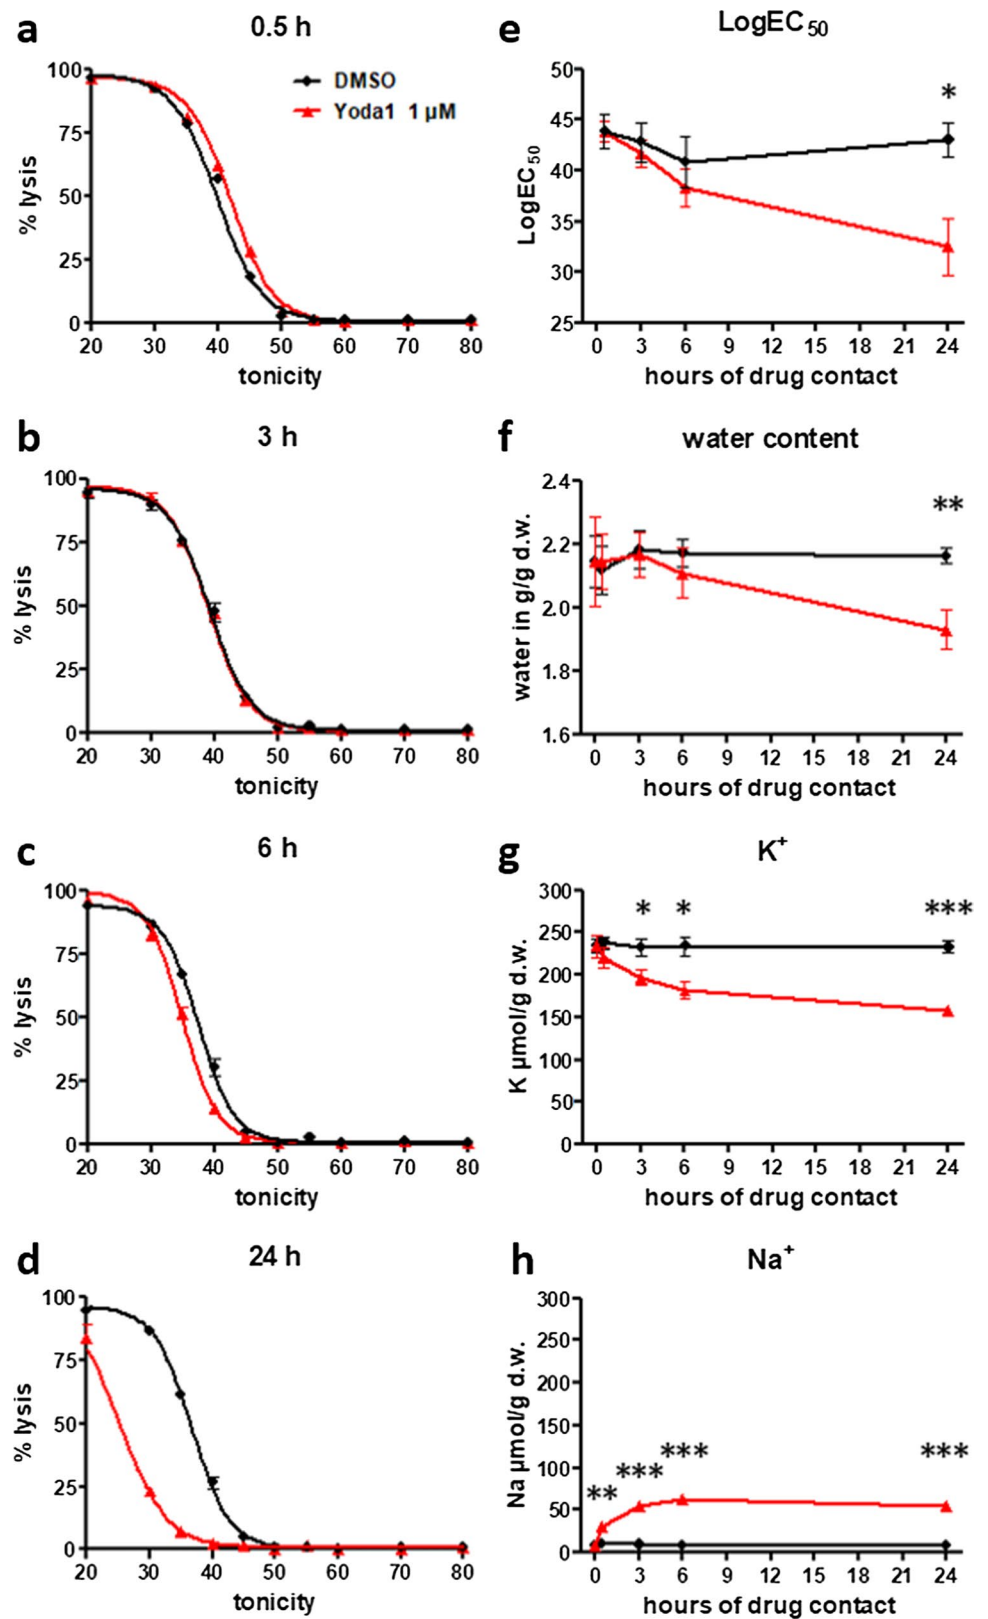 a
0.5 h
DMSO
Yoda1 1 µM
% lysis
100
75
50
25
0
20 30 40 50 60 70 80
tonicity
e
LogEC50
*
LogEC50
50
45
40
35
30
25
0 3 6 9 12 15 18 21 24
hours of drug contact
b
3 h
% lysis
100
75
50
25
0
20 30 40 50 60 70 80
tonicity
f
water content
**
water in g/g d.w.
2.4
2.2
2.0
1.8
1.6
0 3 6 9 12 15 18 21 24
hours of drug contact
c
6 h
% lysis
100
75
50
25
0
20 30 40 50 60 70 80
tonicity
g
K+
* * ***
K µmol/g d.w.
300
250
200
150
100
50
0
0 3 6 9 12 15 18 21 24
hours of drug contact
d
24 h
% lysis
100
75
50
25
0
20 30 40 50 60 70 80
tonicity
h
Na+
** *** *** ***
Na µmol/g d.w.
300
250
200
150
100
50
0
0 3 6 9 12 15 18 21 24
hours of drug contact